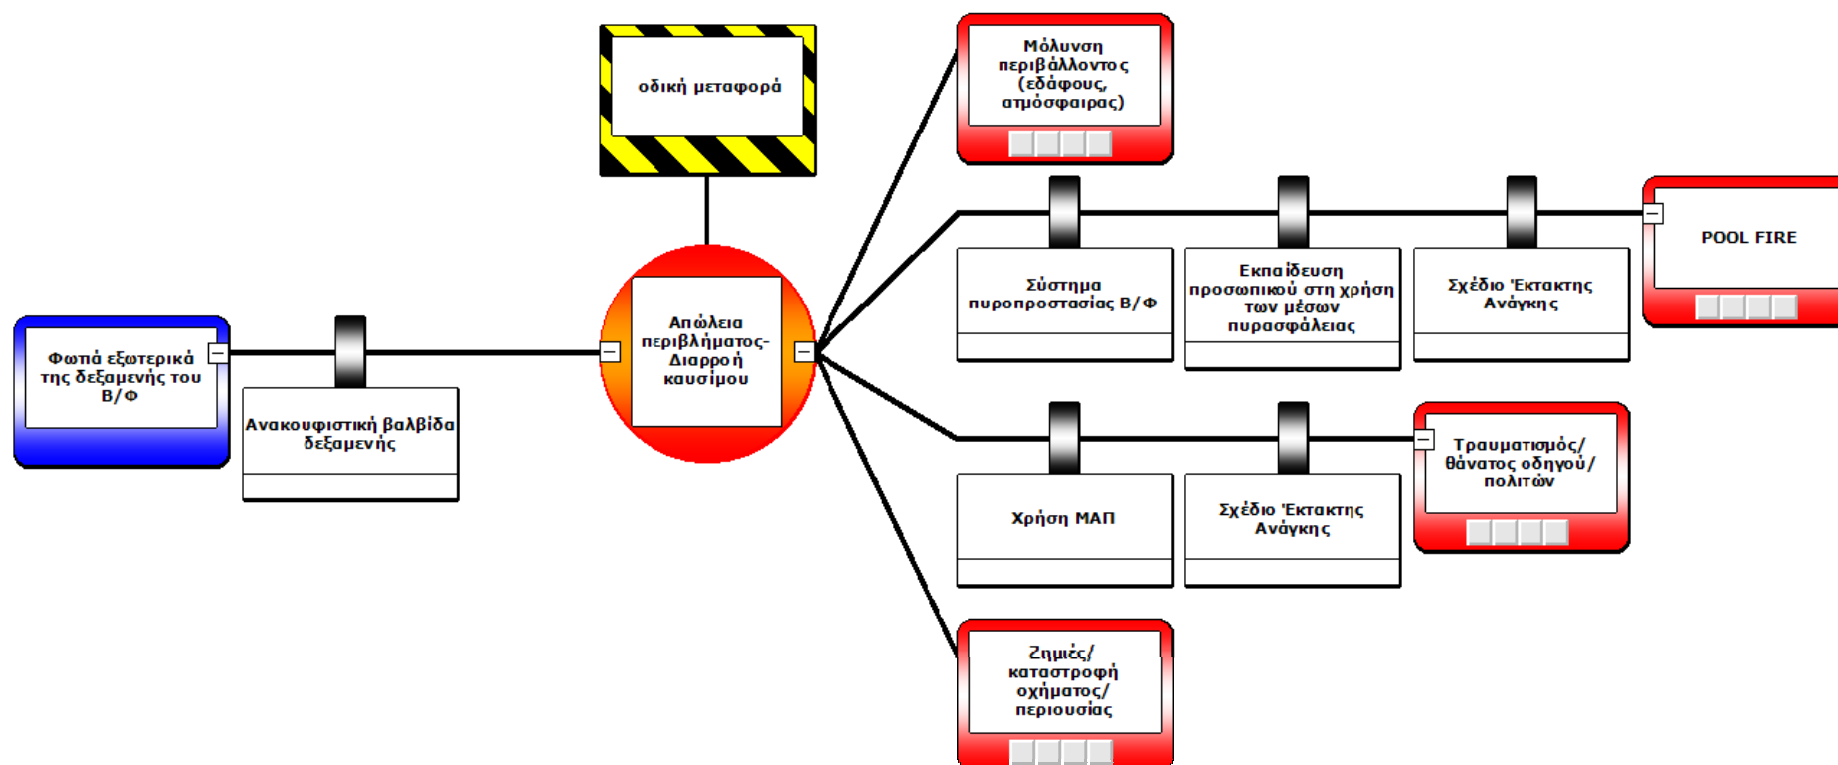 οδική μεταφορά
Μόλυνση
περιβάλλοντος
(εδάφους,
ατμόσφαιρας)
POOL FIRE
Σύστημα
πυροπροστασίας Β/Φ
Εκπαίδευση
προσωπικού στη χρήση
των μέσων
πυρασφάλειας
Σχέδιο Έκτακτης
Ανάγκης
Φωτιά εξωτερικά
της δεξαμενής του
Β/Φ
Ανακουφιστική βαλβίδα
δεξαμενής
Απώλεια
περιβλήματος-
Διαρροή
καυσίμου
Χρήση ΜΑΠ
Σχέδιο Έκτακτης
Ανάγκης
Τραυματισμός/
θάνατος οδηγού/
πολιτών
Ζημιές/
καταστροφή
οχήματος/
περιουσίας